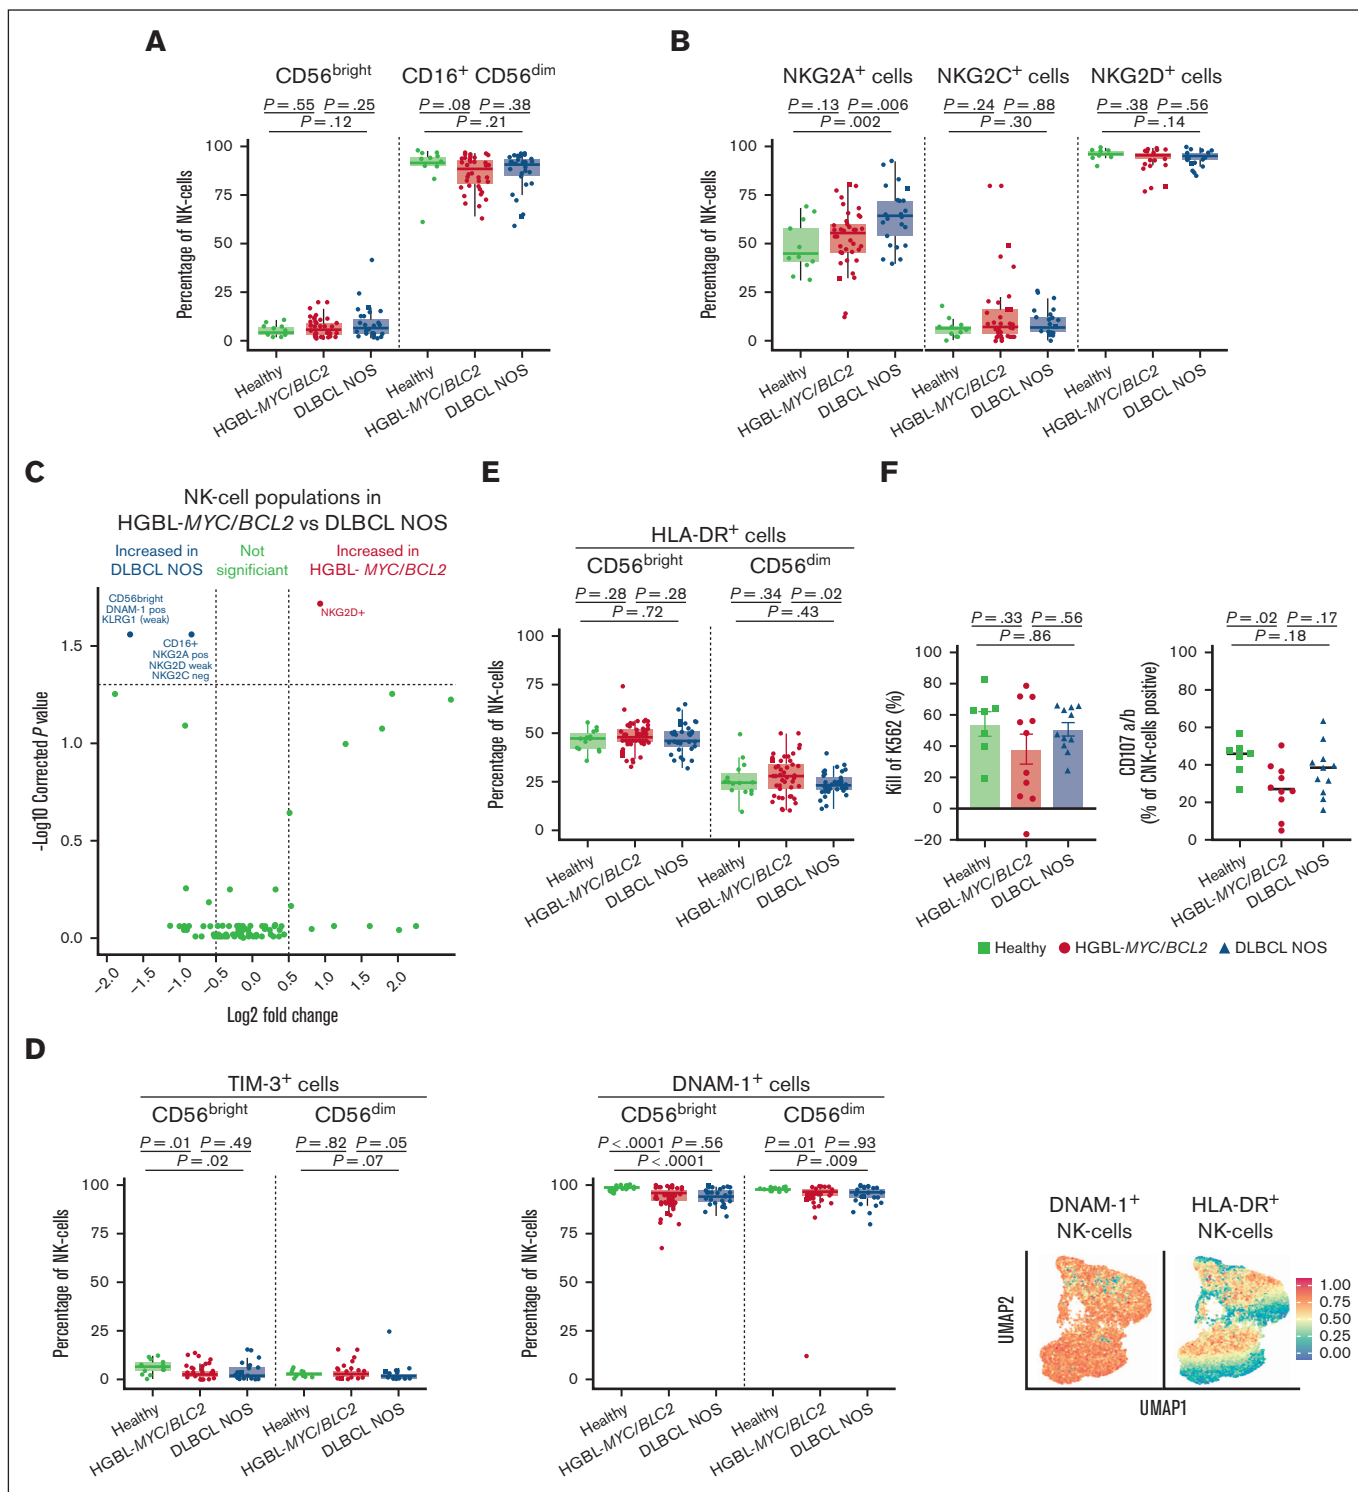 A
CD56bright
CD16+ CD56dim
P = .55 P = .25
P = .12
P = .08 P = .38
P = .21
Percentage of NK-cells
100
75
50
25
0
Healthy
HGBL-MYC/BLC2
DLBCL NOS
Healthy
HGBL-MYC/BLC2
DLBCL NOS
B
NKG2A+ cells
NKG2C+ cells
NKG2D+ cells
P = .13 P = .006
P = .002
P = .24 P = .88
P = .30
P = .38 P = .56
P = .14
Percentage of NK-cells
100
75
50
25
0
Healthy
HGBL-MYC/BLC2
DLBCL NOS
Healthy
HGBL-MYC/BLC2
DLBCL NOS
Healthy
HGBL-MYC/BLC2
DLBCL NOS
C
NK-cell populations in
HGBL-MYC/BCL2 vs DLBCL NOS
Increased in
DLBCL NOS
Not
significiant
Increased in
HGBL- MYC/BCL2
CD56bright
DNAM-1 pos
KLRG1 (weak)
CD16+
NKG2A pos
NKG2D weak
NKG2C neg
NKG2D+
-Log10 Corrected P value
1.5
1.0
0.5
0.0
−2.0
−1.5
−1.0
−0.5
0.0
0.5
1.0
1.5
2.0
Log2 fold change
E
HLA-DR+ cells
CD56bright
CD56dim
P = .28 P = .28
P = .72
P = .34 P = .02
P = .43
Percentage of NK-cells
100
75
50
25
0
Healthy
HGBL-MYC/BLC2
DLBCL NOS
Healthy
HGBL-MYC/BLC2
DLBCL NOS
F
P = .33 P = .56
P = .86
Kill of K562 (%)
100
80
60
40
20
0
−20
Healthy
HGBL-MYC/BLC2
DLBCL NOS
P = .02 P = .17
P = .18
CD107 a/b
(% of CNK-cells positive)
100
80
60
40
20
0
Healthy
HGBL-MYC/BLC2
DLBCL NOS
Healthy HGBL-MYC/BCL2 DLBCL NOS
D
TIM-3+ cells
CD56bright
CD56dim
P = .01 P = .49
P = .02
P = .82 P = .05
P = .07
Percentage of NK-cells
100
75
50
25
0
Healthy
HGBL-MYC/BLC2
DLBCL NOS
Healthy
HGBL-MYC/BLC2
DLBCL NOS
DNAM-1+ cells
CD56bright
CD56dim
P < .0001 P = .56
P < .0001
P = .01 P = .93
P = .009
Percentage of NK-cells
100
75
50
25
0
Healthy
HGBL-MYC/BLC2
DLBCL NOS
Healthy
HGBL-MYC/BLC2
DLBCL NOS
DNAM-1+
NK-cells
HLA-DR+
NK-cells
UMAP2
UMAP1
1.00
0.75
0.50
0.25
0.00